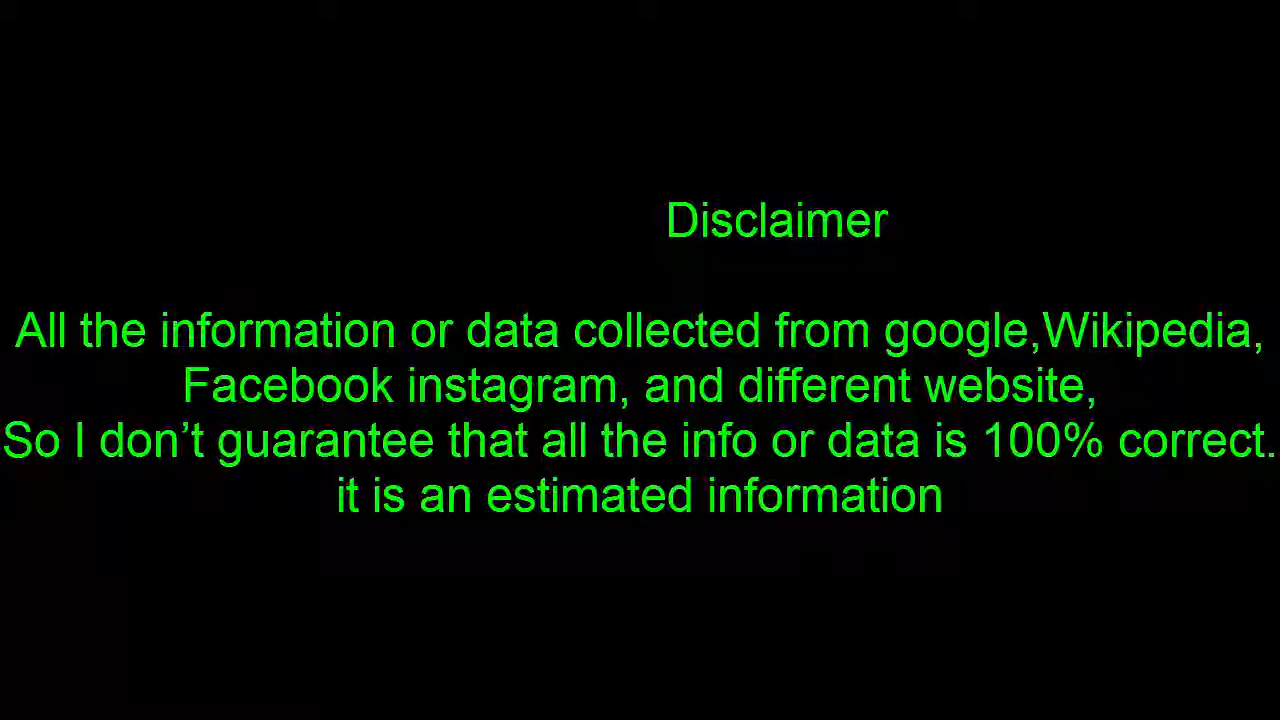 Disclaimer
All the information or data collected from google,Wikipedia,
Facebook instagram, and different website,
So I don’t guarantee that all the info or data is 100% correct.
it is an estimated information